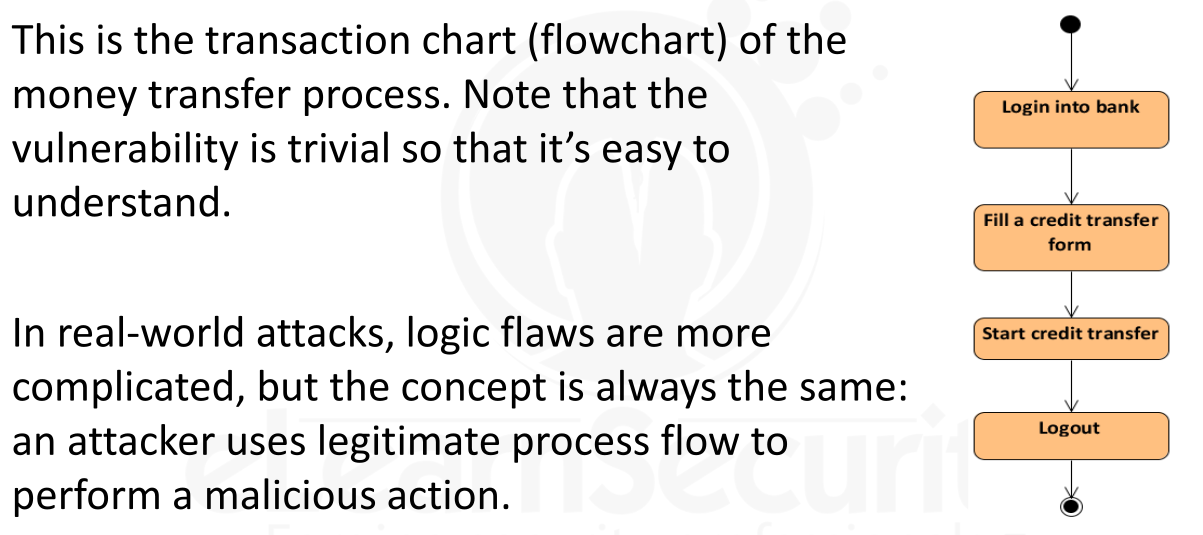 This is the transaction chart (flowchart) of the
money transfer process. Note that the
vulnerability is trivial so that it’s easy to
understand.
In real-world attacks, logic flaws are more
complicated, but the concept is always the same:
an attacker uses legitimate process flow to
perform a malicious action.
Login into bank
Fill a credit transfer
form
Start credit transfer
Logout